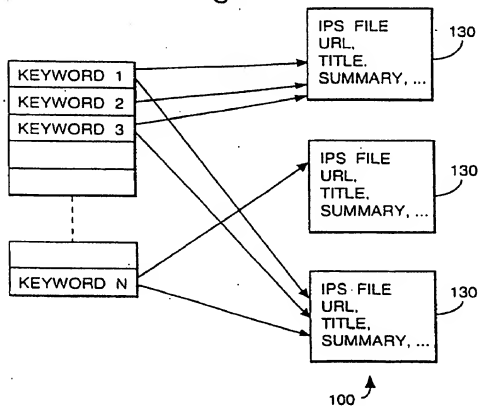 KEYWORD 1
KEYWORD 2
KEYWORD 3
KEYWORD N
IPS FILE
URL,
TITLE,
SUMMARY, ...
130
IPS FILE
URL,
TITLE,
SUMMARY, ...
130
IPS FILE
URL,
TITLE,
SUMMARY, ...
130
100